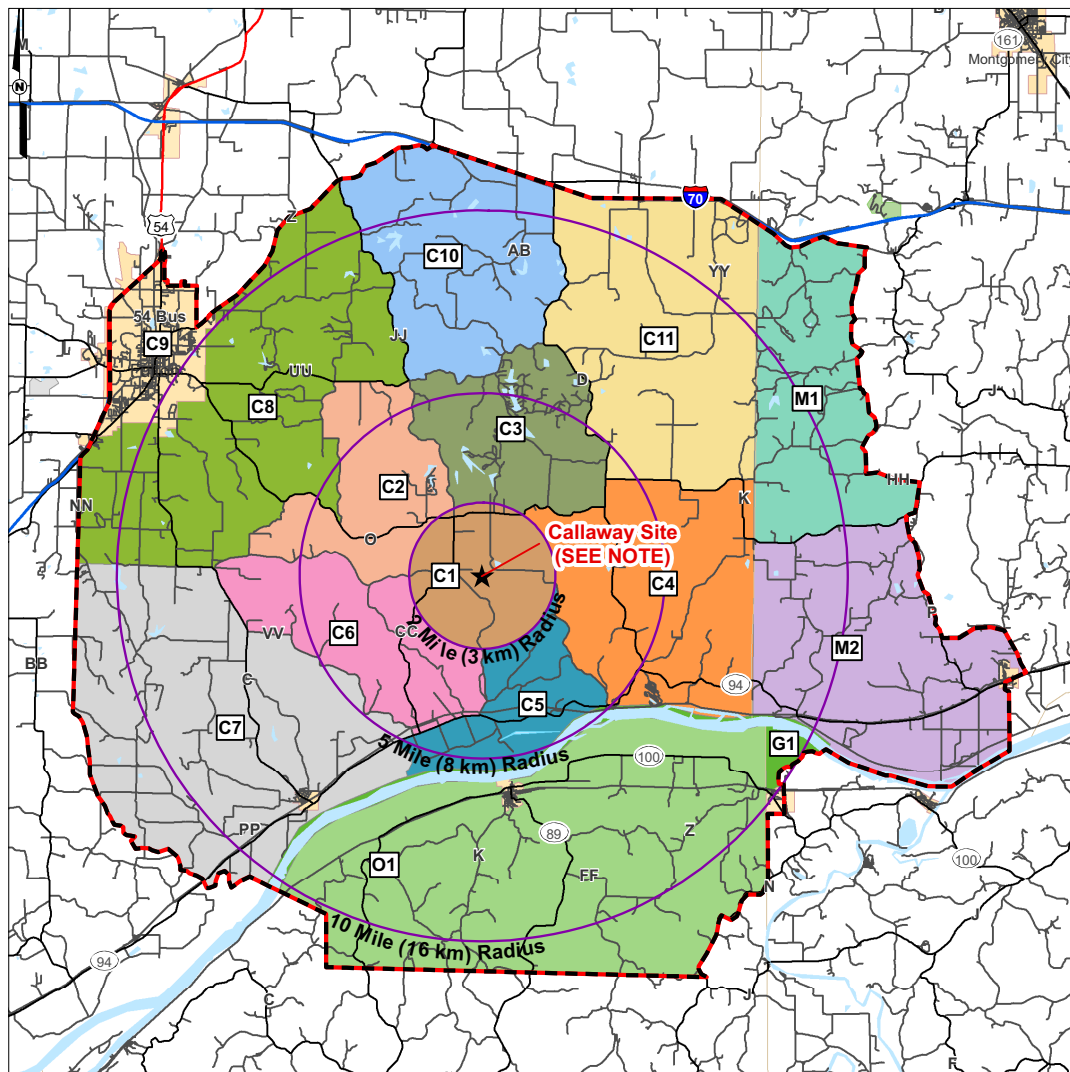 161
Montgomery City
M
N
70
54
Z
C10
AB
YY
54 Bus
C9
JJ
C11
UU
D
C8
M1
C3
C2
HH
NN
K
O
Callaway Site
(SEE NOTE)
C1
C4
2 Mile (3 km) Radius
P
VV
C6
CC
M2
BB
C
94
C5
C7
G1
5 Mile (8 km) Radius
100
PP
89
Z
K
O1
FF
100
N
10 Mile (16 km) Radius
94
C
J
F